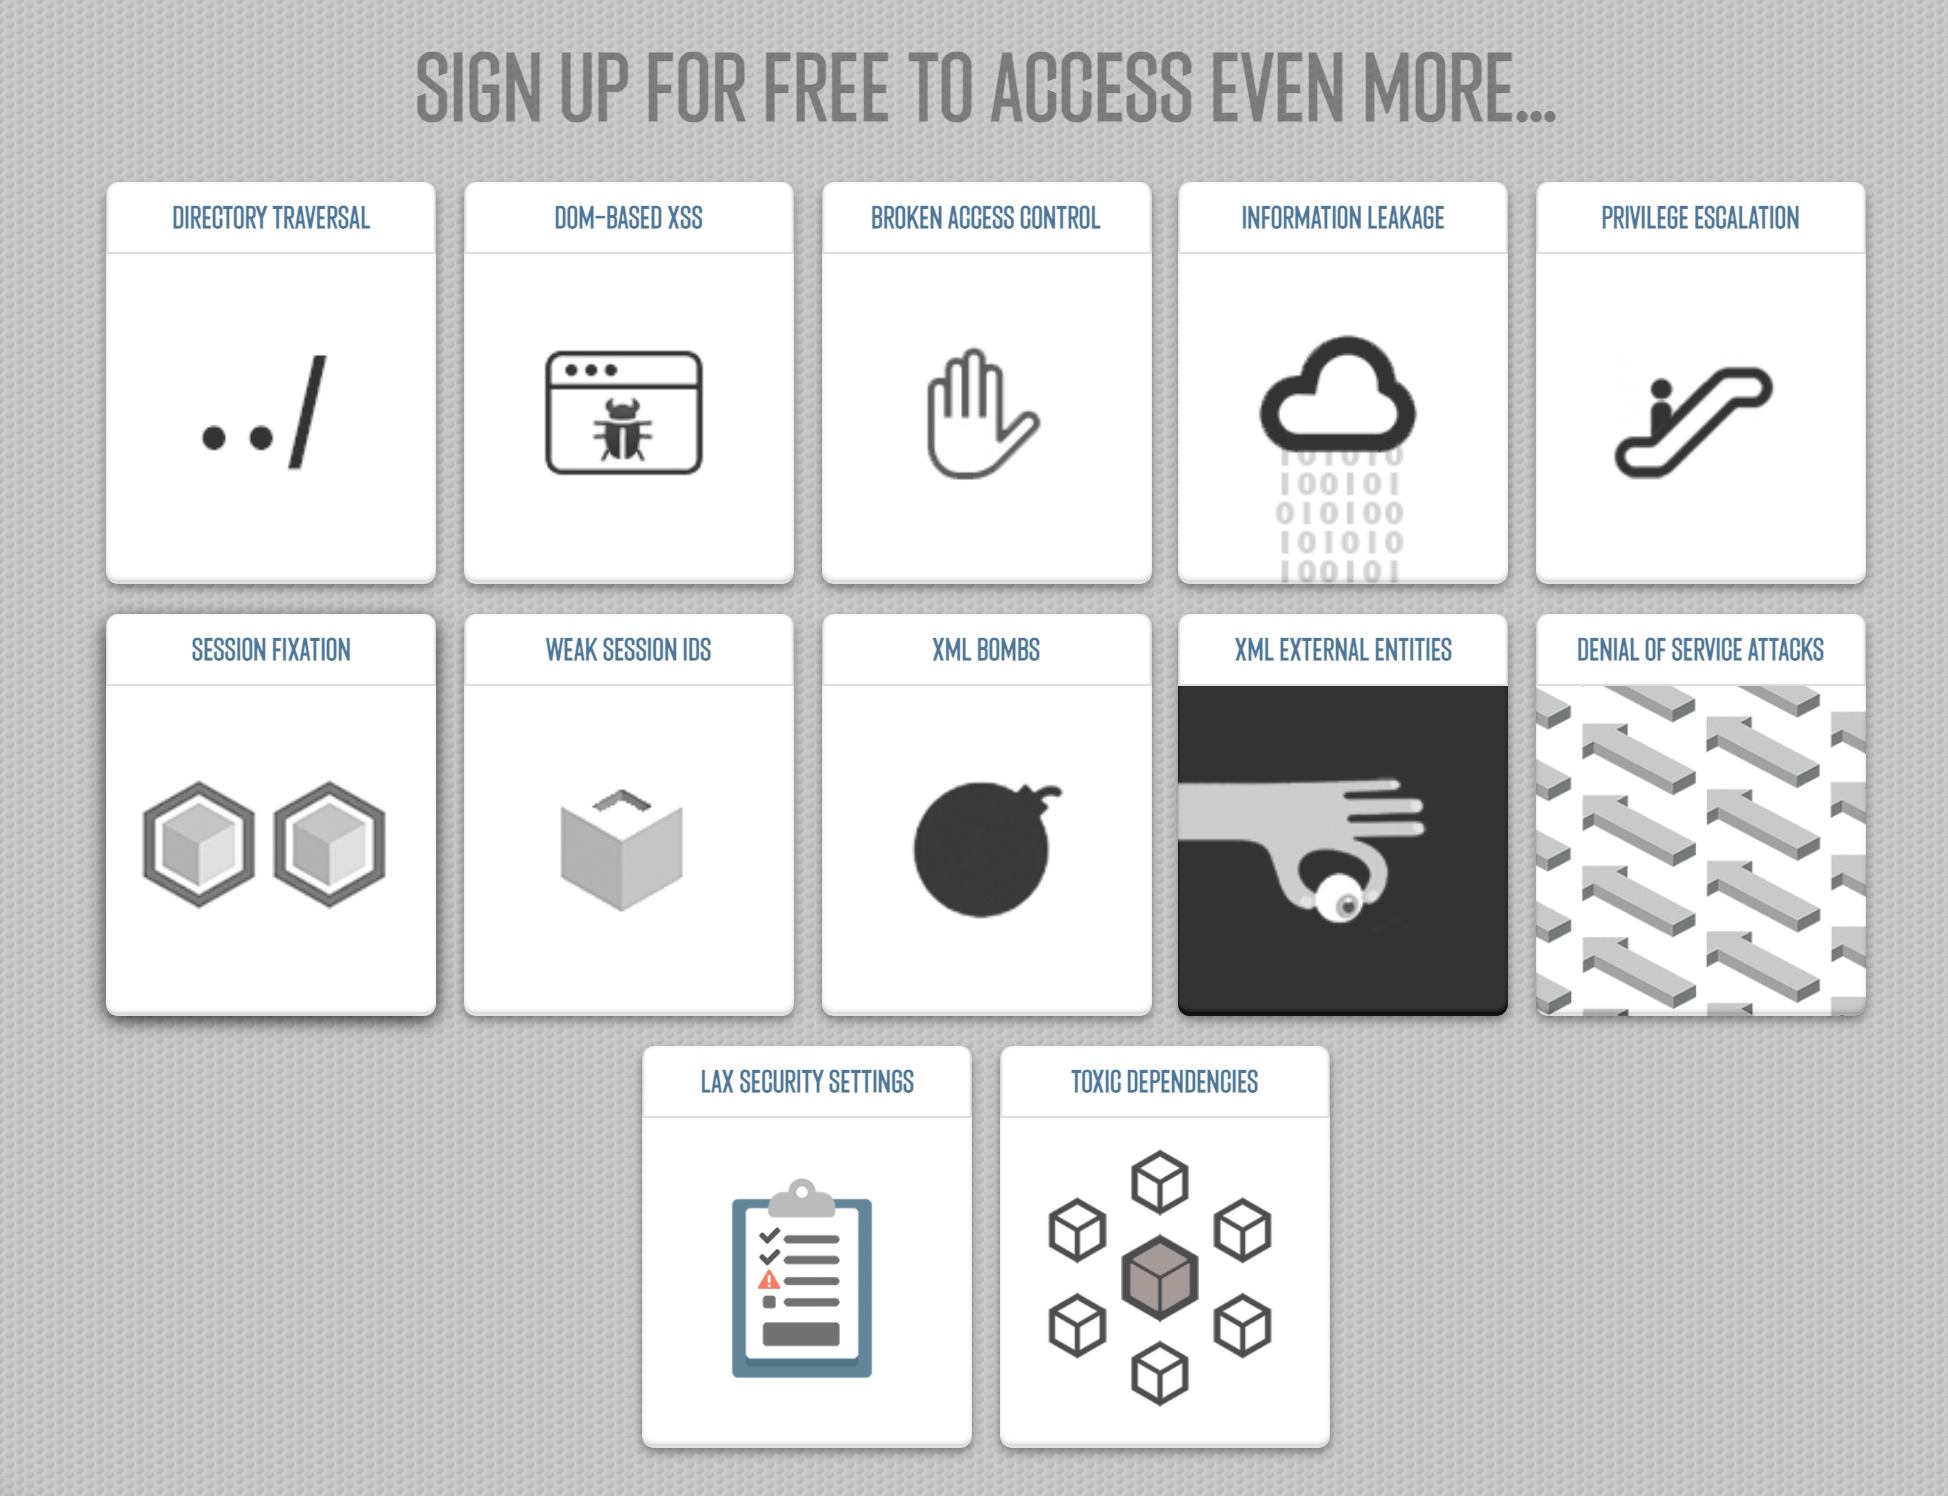 SIGN UP FOR FREE TO ACCESS EVEN MORE...
DIRECTORY TRAVERSAL
DOM-BASED XSS
BROKEN ACCESS CONTROL
INFORMATION LEAKAGE
PRIVILEGE ESCALATION
../
101010
100101
010100
101010
100101
SESSION FIXATION
WEAK SESSION IDS
XML BOMBS
XML EXTERNAL ENTITIES
DENIAL OF SERVICE ATTACKS
LAX SECURITY SETTINGS
TOXIC DEPENDENCIES